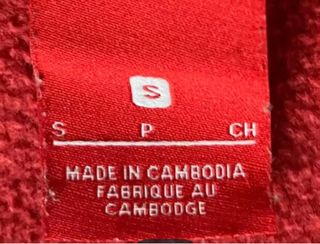 S
S P CH
MADE IN CAMBODIA
FABRIQUE AU
CAMBODGE